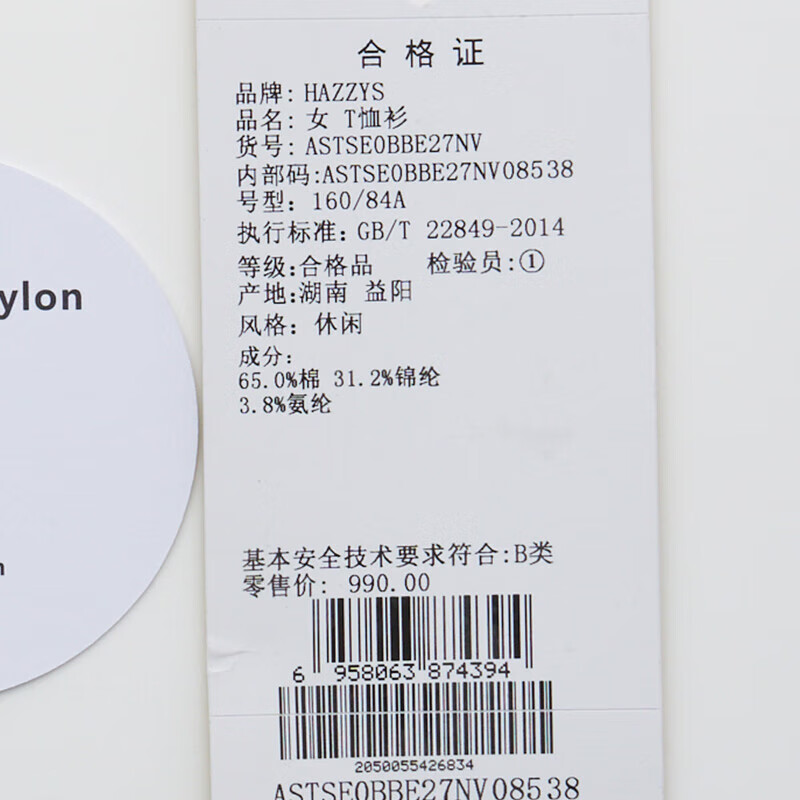 合格证
品牌: HAZZYS
品名: 女 T恤衫
货号: ASTSE0BBE27NV
内部码:ASTSE0BBE27NV08538
号型: 160/84A
执行标准: GB/T 22849-2014
等级:合格品 检验员:①
产地:湖南 益阳
风格: 休闲
成分:
65.0%棉 31.2%锦纶
3.8%氨纶
ylon
n
基本安全技术要求符合:B类
零售价: 990.00
6 958063 874394
2050055426834
ASTSE0BBE27NV08538